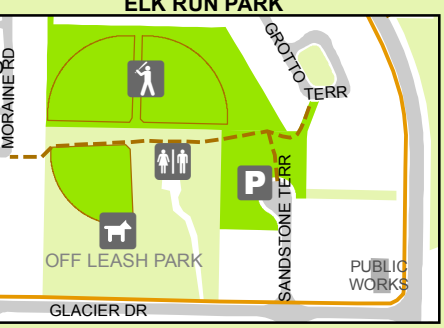 ELK RUN PARK
MORAINE RD
GROTTO
TERR
P
SANDSTONE TERR
OFF LEASH PARK
PUBLIC
WORKS
GLACIER DR